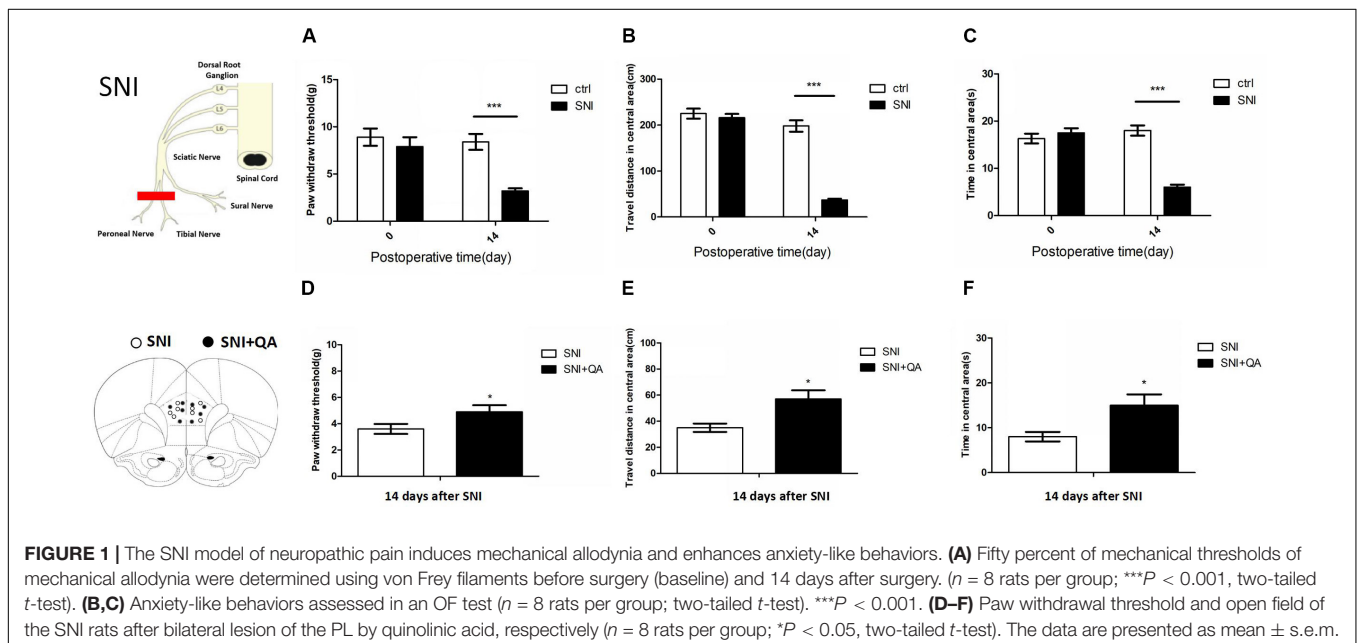 A
B
C
SNI
Dorsal Root
Ganglion
L4
L5
L6
Sciatic Nerve
Spinal Cord
Sural Nerve
Peroneal Nerve
Tibial Nerve
Paw withdraw threshold(g)
15
10
5
0
***
ctrl
SNI
0
14
Postoperative time(day)
Travel distance in central area(cm)
300
200
100
0
***
ctrl
SNI
0
14
Postoperative time(day)
Time in central area(s)
30
20
10
0
***
ctrl
SNI
0
14
Postoperative time(day)
D
E
F
SNI
SNI+QA
Paw withdraw threshold(g)
10
8
6
4
2
0
*
SNI
SNI+QA
14 days after SNI
Travel distance in central area(cm)
100
80
60
40
20
0
*
SNI
SNI+QA
14 days after SNI
Time in central area(s)
30
20
10
0
*
SNI
SNI+QA
14 days after SNI
FIGURE 1 | The SNI model of neuropathic pain induces mechanical allodynia and enhances anxiety-like behaviors. (A) Fifty percent of mechanical thresholds of
mechanical allodynia were determined using von Frey filaments before surgery (baseline) and 14 days after surgery. (n = 8 rats per group; ***P < 0.001, two-tailed
t-test). (B,C) Anxiety-like behaviors assessed in an OF test (n = 8 rats per group; two-tailed t-test). ***P < 0.001. (D–F) Paw withdrawal threshold and open field of
the SNI rats after bilateral lesion of the PL by quinolinic acid, respectively (n = 8 rats per group; *P < 0.05, two-tailed t-test). The data are presented as mean ± s.e.m.